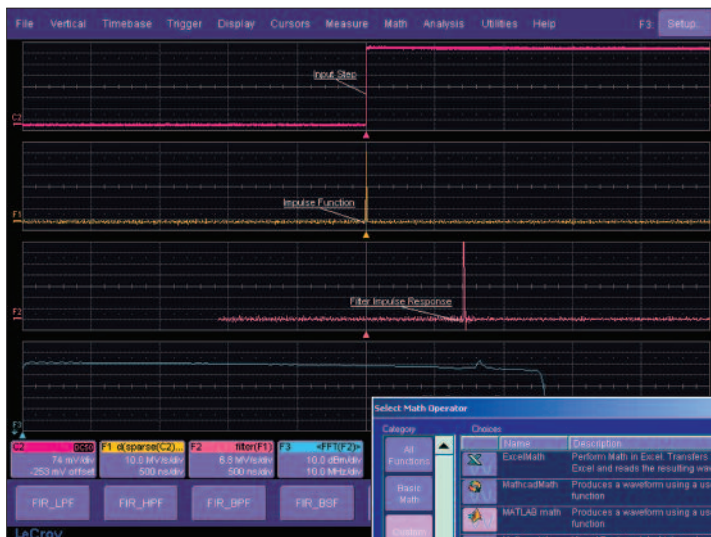 File Vertical Timebase Trigger Display Cursors Measure Math Analysis Utilities Help F3: Setup...
Input Step
C2
Impulse Function
F1
Filter Impulse Response
F2
F3
C2 DC50
74 mV/div
-253 mV offset
F1 d(sparse(C2)...
10.0 MV/s/div
500 ns/div
F2 filter(F1)
6.8 MV/s/div
500 ns/div
F3 <FFT(F2)>
10.0 dBm/div
10.0 MHz/div
FIR_LPF FIR_HPF FIR_BPF FIR_BSF
LeCroy
Select Math Operator
Category Choices
All Functions
Basic Math
Custom
Name Description
ExcelMath Perform Math in Excel. Transfers
Excel and reads the resulting wa
MathcadMath Produces a waveform using a us
function
MATLAB math Produces a waveform using a us
function